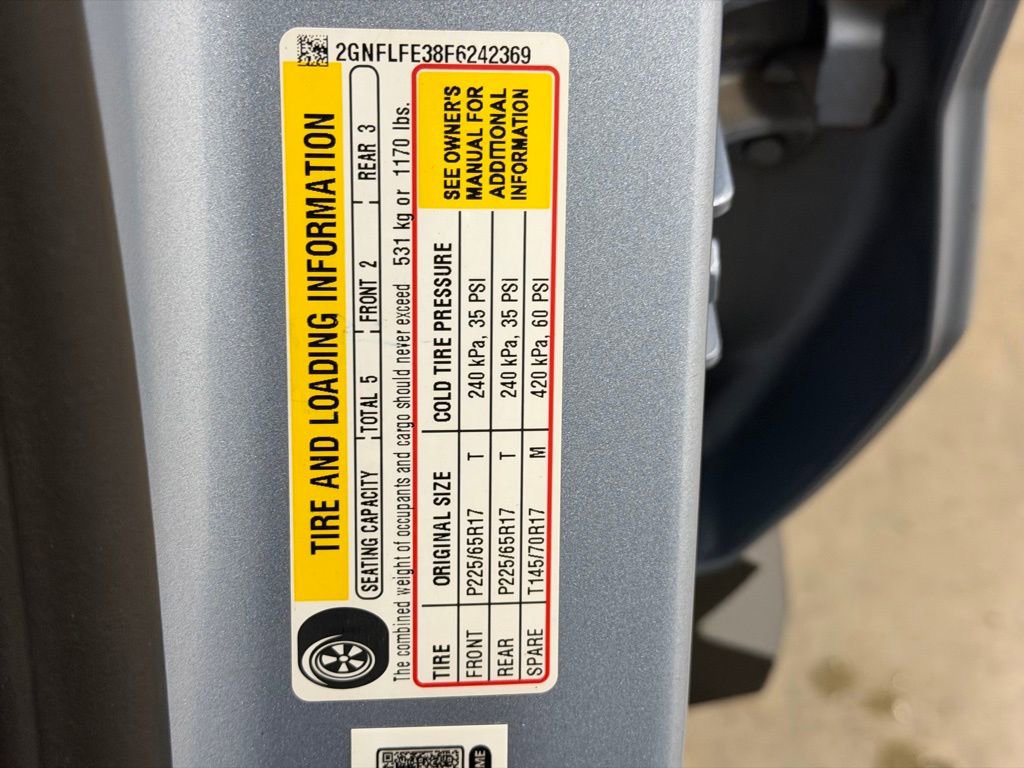 2GNFLFE38F6242369
TIRE AND LOADING INFORMATION
SEATING CAPACITY TOTAL 5 FRONT 2 REAR 3
The combined weight of occupants and cargo should never exceed 531 kg or 1170 lbs.
TIRE ORIGINAL SIZE COLD TIRE PRESSURE
FRONT P225/65R17 T 240 kPa, 35 PSI
REAR P225/65R17 T 240 kPa, 35 PSI
SPARE T145/70R17 M 420 kPa, 60 PSI
SEE OWNER'S
MANUAL FOR
ADDITIONAL
INFORMATION